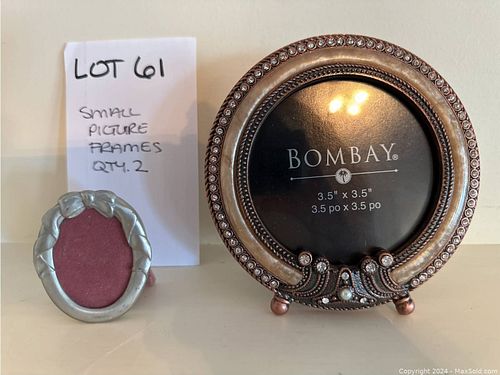 LOT 61
SMALL
PICTURE
FRAMES
QTY. 2
BOMBAY®
3.5" x 3.5"
3.5 po x 3.5 po
Copyright 2024 - MaxSold.com